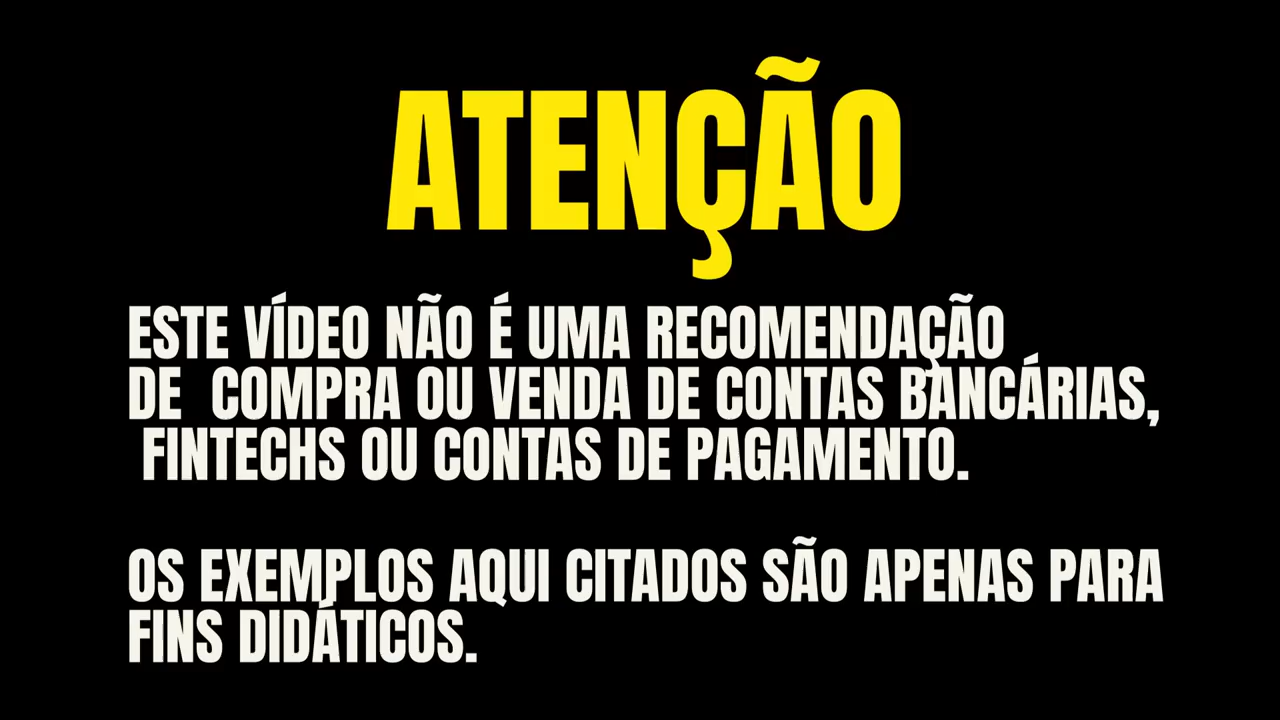 ATENÇÃO
ESTE VÍDEO NÃO É UMA RECOMENDAÇÃO
DE COMPRA OU VENDA DE CONTAS BANCÁRIAS,
FINTECHS OU CONTAS DE PAGAMENTO.
OS EXEMPLOS AQUI CITADOS SÃO APENAS PARA
FINS DIDÁTICOS.